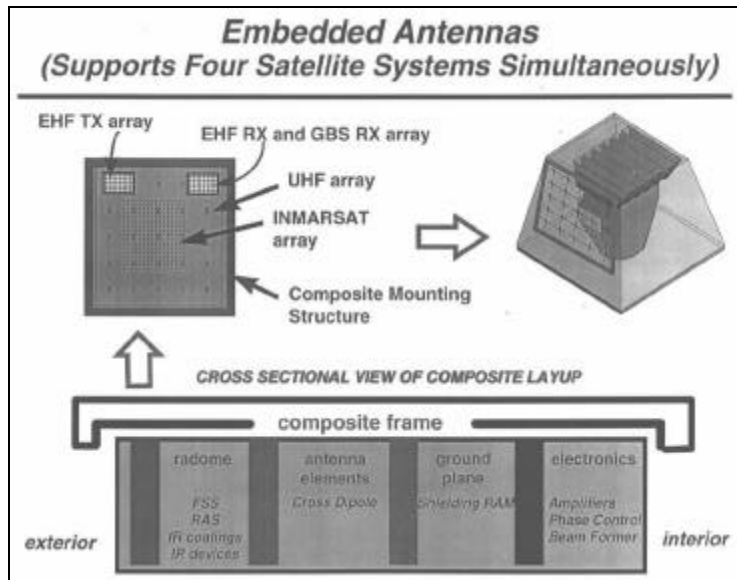 Embedded Antennas
(Supports Four Satellite Systems Simultaneously)
EHF TX array
EHF RX and GBS RX array
UHF array
INMARSAT
array
Composite Mounting
Structure
CROSS SECTIONAL VIEW OF COMPOSITE LAYUP
composite frame
radome
antenna
elements
ground
plane
electronics
FSS
RAS
IR coatings
IR devices
Cross Dipole
Shielding RAM
Amplifiers
Phase Control
Beam Former
exterior
interior